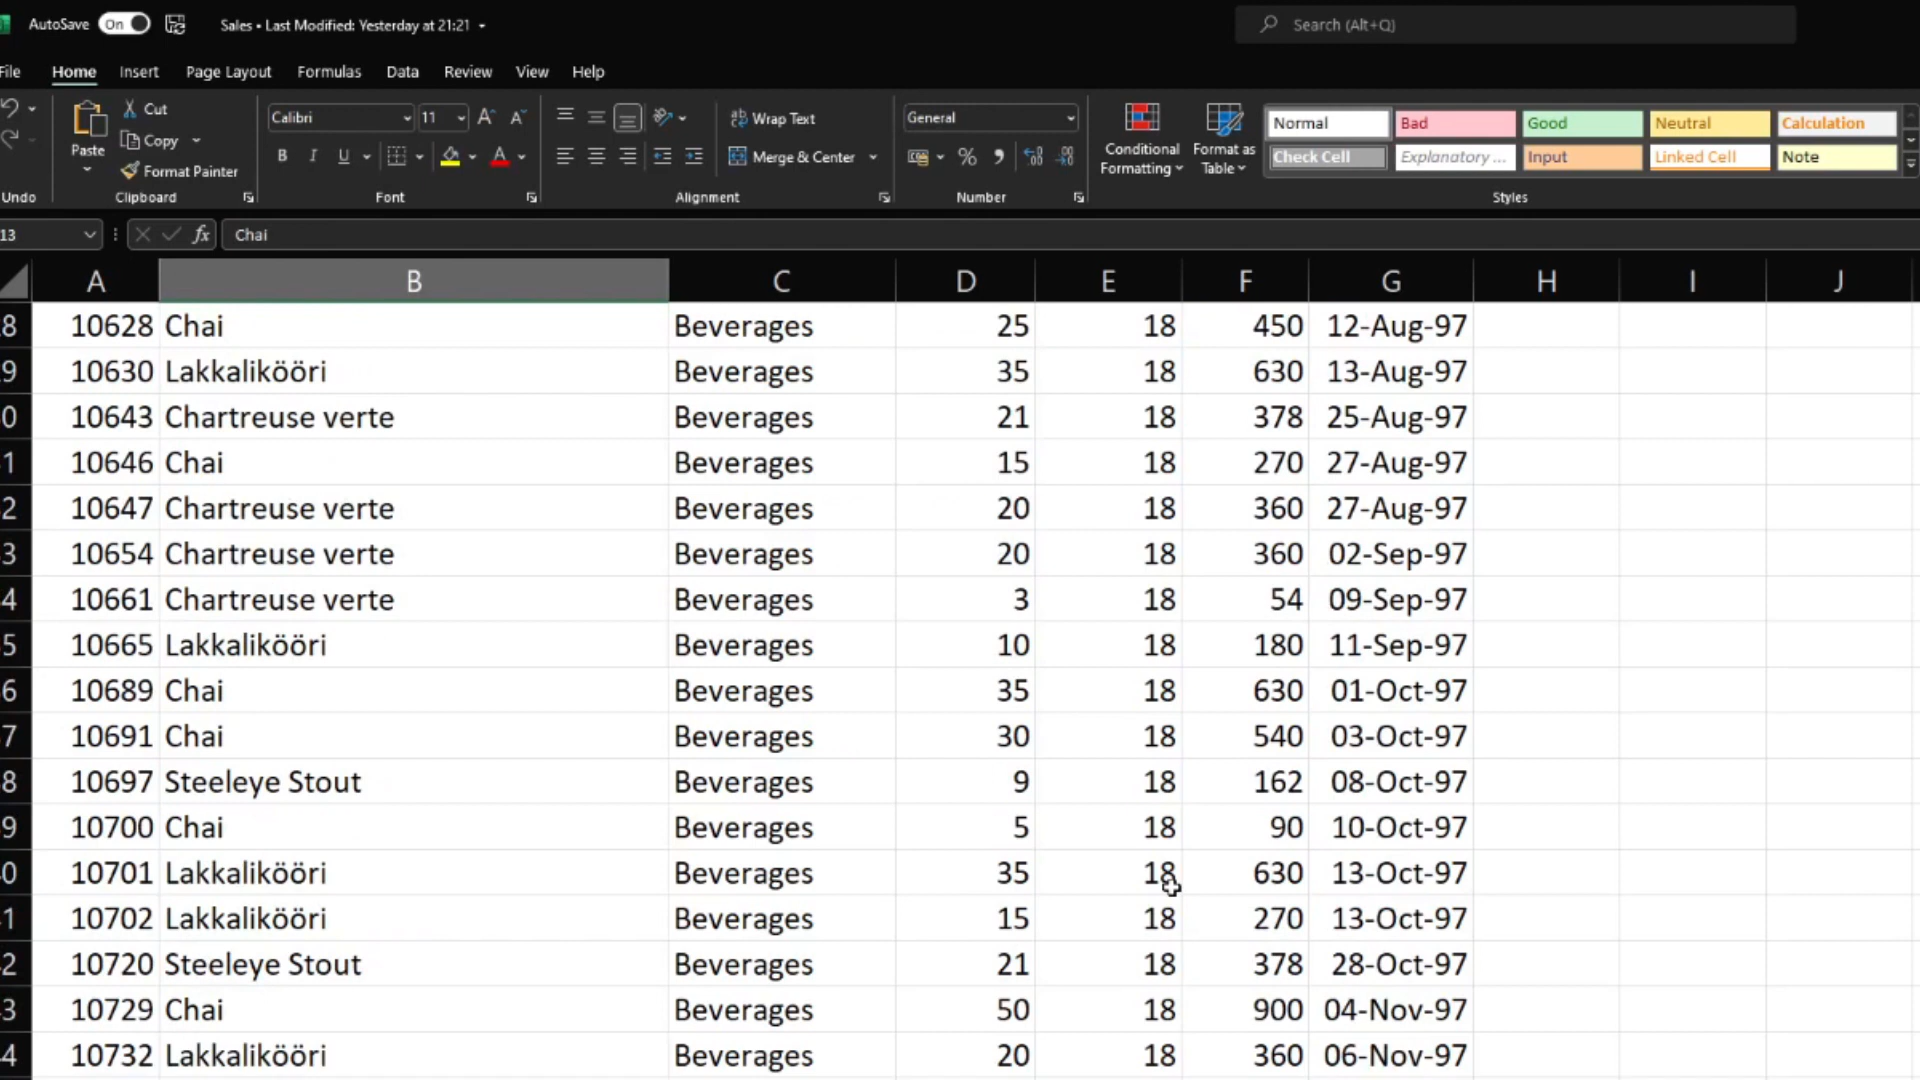 AutoSave On Sales • Last Modified: Yesterday at 21:21 Search (Alt+Q)
File Home Insert Page Layout Formulas Data Review View Help
Paste Cut Copy Format Painter
Calibri 11
B I U
Wrap Text
Merge & Center
General
%
Conditional Formatting
Format as Table
Normal Bad Good Neutral Calculation
Check Cell Explanatory ... Input Linked Cell Note
Undo Clipboard Font Alignment Number Styles
13 fx Chai
A B C D E F G H I J
8 10628 Chai Beverages 25 18 450 12-Aug-97
9 10630 Lakkalikööri Beverages 35 18 630 13-Aug-97
0 10643 Chartreuse verte Beverages 21 18 378 25-Aug-97
1 10646 Chai Beverages 15 18 270 27-Aug-97
2 10647 Chartreuse verte Beverages 20 18 360 27-Aug-97
3 10654 Chartreuse verte Beverages 20 18 360 02-Sep-97
4 10661 Chartreuse verte Beverages 3 18 54 09-Sep-97
5 10665 Lakkalikööri Beverages 10 18 180 11-Sep-97
6 10689 Chai Beverages 35 18 630 01-Oct-97
7 10691 Chai Beverages 30 18 540 03-Oct-97
8 10697 Steeleye Stout Beverages 9 18 162 08-Oct-97
9 10700 Chai Beverages 5 18 90 10-Oct-97
0 10701 Lakkalikööri Beverages 35 18 630 13-Oct-97
1 10702 Lakkalikööri Beverages 15 18 270 13-Oct-97
2 10720 Steeleye Stout Beverages 21 18 378 28-Oct-97
3 10729 Chai Beverages 50 18 900 04-Nov-97
4 10732 Lakkalikööri Beverages 20 18 360 06-Nov-97